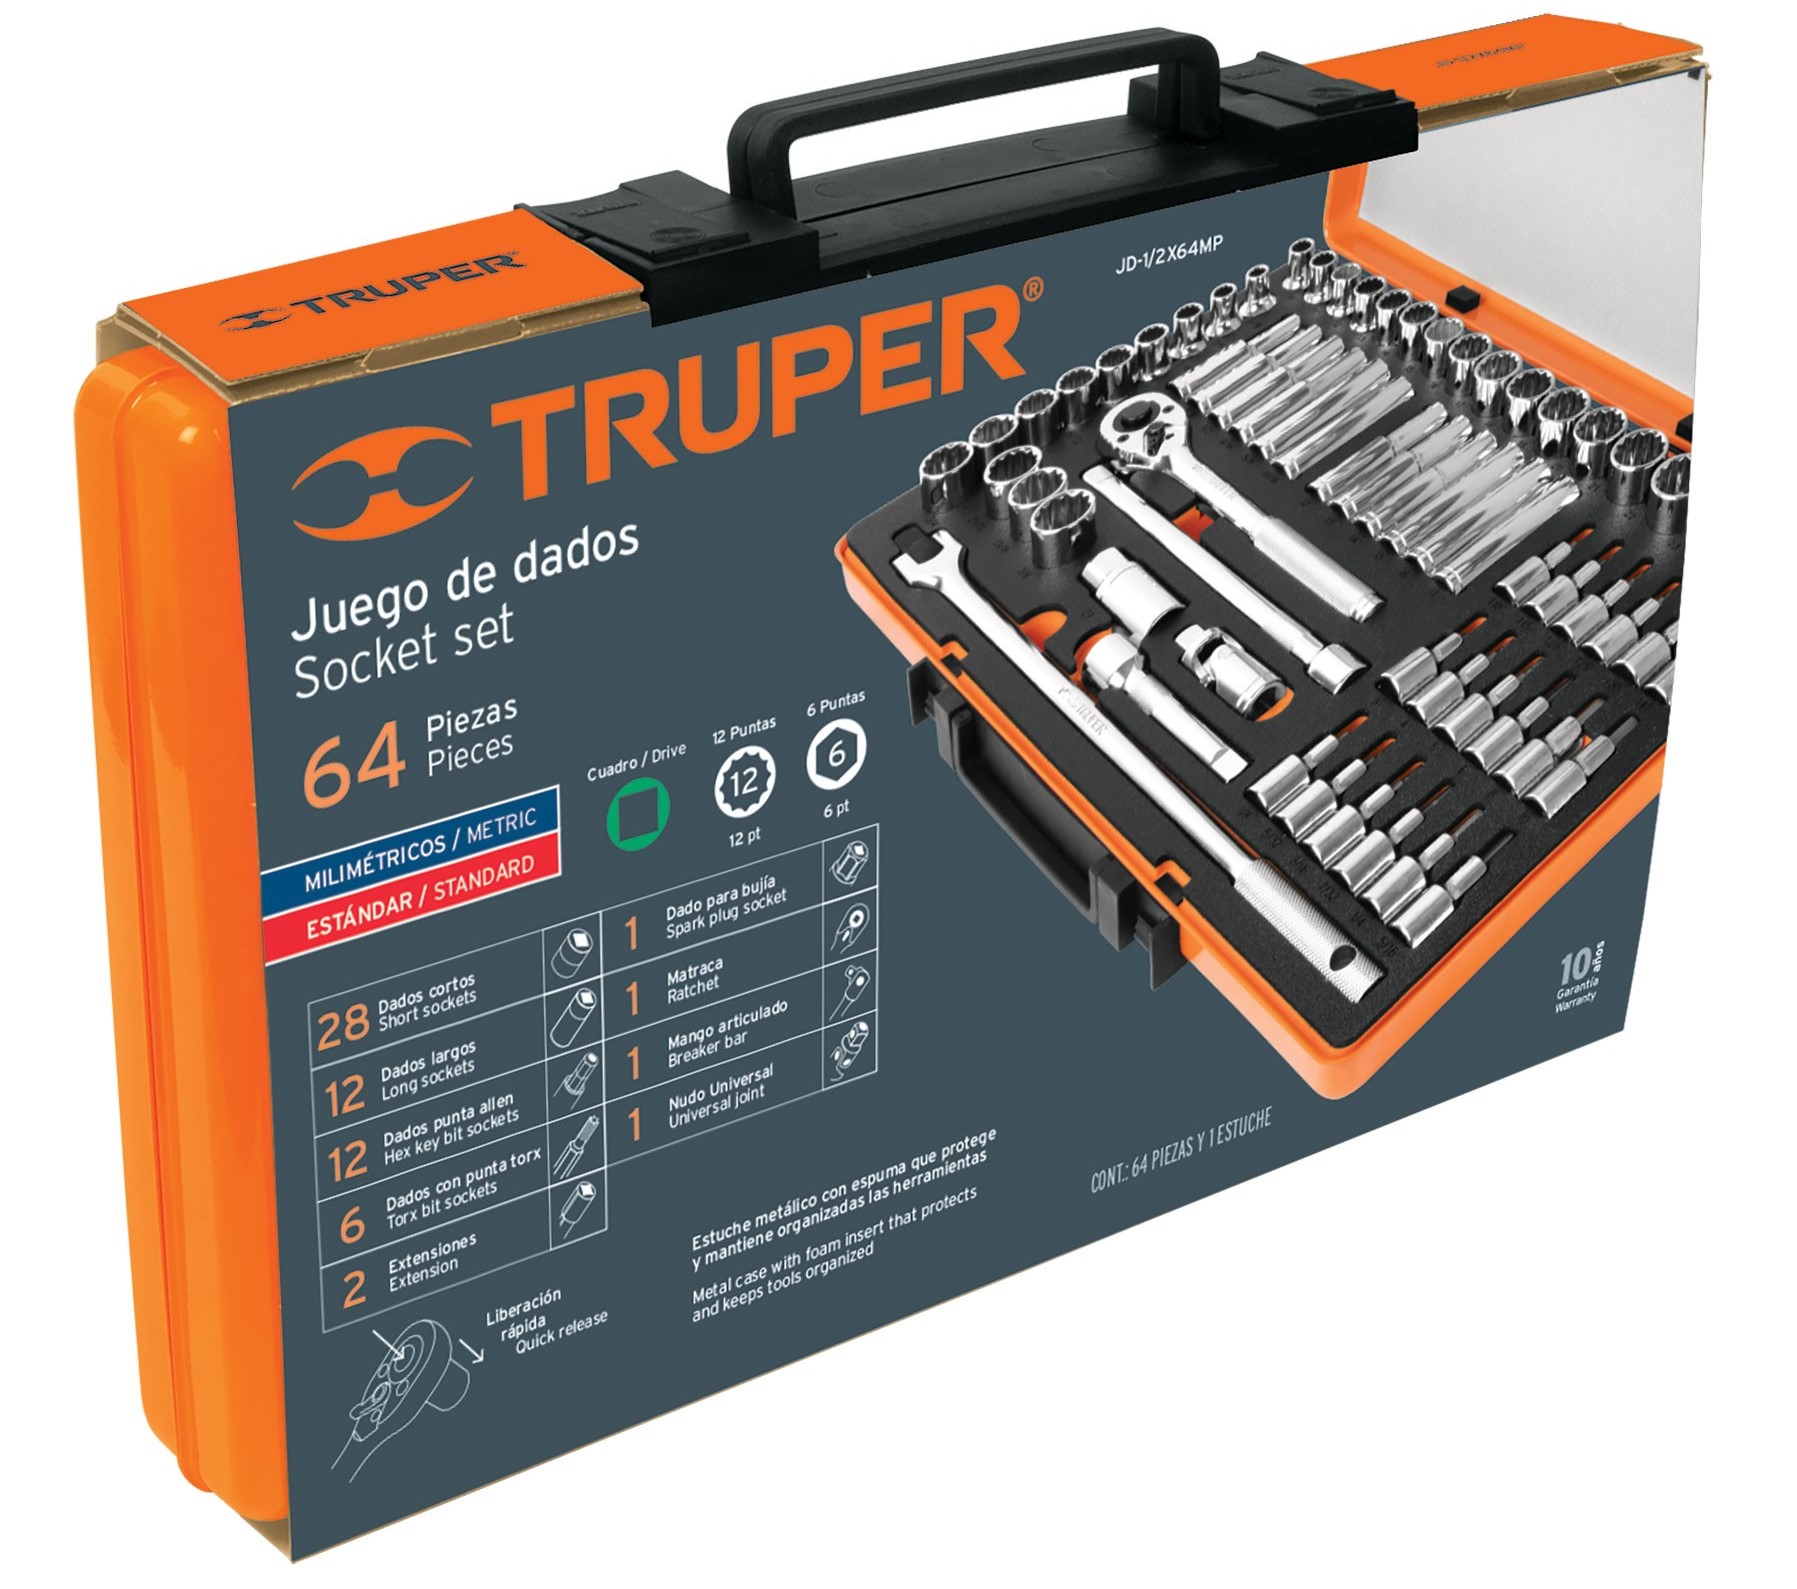 TRUPER
JD-1/2X64MP
TRUPER®
Juego de dados
Socket set
64 Piezas
Pieces
MILIMÉTRICOS / METRIC
ESTÁNDAR / STANDARD
Cuadro / Drive
12 Puntas
12
12 pt
6 Puntas
6
6 pt
28 Dados cortos
Short sockets
12 Dados largos
Long sockets
12 Dados punta allen
Hex key bit sockets
6 Dados con punta torx
Torx bit sockets
2 Extensiones
Extension
1 Dado para bujía
Spark plug socket
1 Matraca
Ratchet
1 Mango articulado
Breaker bar
1 Nudo Universal
Universal joint
Liberación
rápida
Quick release
Estuche metálico con espuma que protege
y mantiene organizadas las herramientas
Metal case with foam insert that protects
and keeps tools organized
CONT.: 64 PIEZAS Y 1 ESTUCHE
10 años
Garantía
Warranty